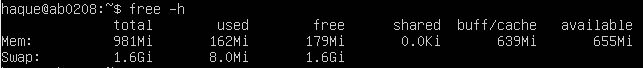 haque@ab0208:~$ free -h
total used free shared buff/cache available
Mem: 981Mi 162Mi 179Mi 0.0Ki 639Mi 655Mi
Swap: 1.6Gi 8.0Mi 1.6Gi